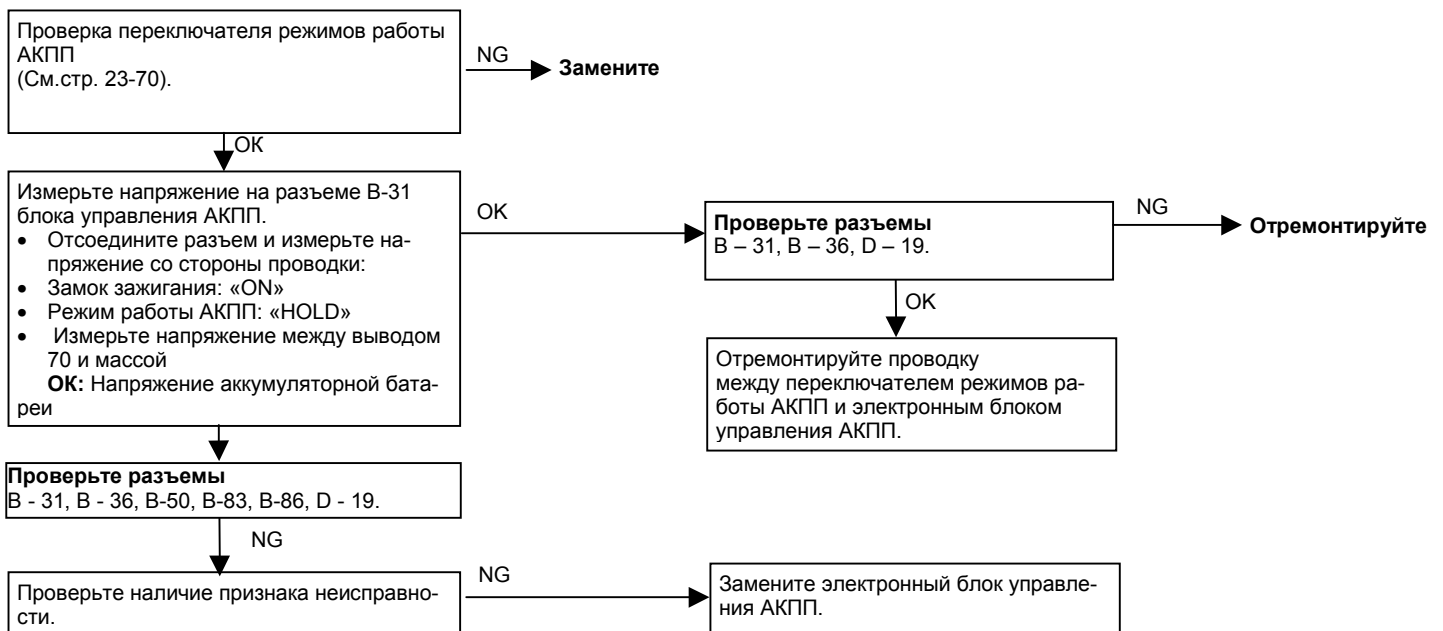 Проверка переключателя режимов работы
АКПП
(См.стр. 23-70).
NG
Замените
ОК
Измерьте напряжение на разъеме В-31
блока управления АКПП.
• Отсоедините разъем и измерьте на-
пряжение со стороны проводки:
• Замок зажигания: «ON»
• Режим работы АКПП: «HOLD»
• Измерьте напряжение между выводом
70 и массой
ОК: Напряжение аккумуляторной бата-
реи
OK
Проверьте разъемы
В – 31, В – 36, D – 19.
NG
Отремонтируйте
OK
Отремонтируйте проводку
между переключателем режимов ра-
боты АКПП и электронным блоком
управления АКПП.
Проверьте разъемы
В - 31, В - 36, В-50, В-83, В-86, D - 19.
NG
Проверьте наличие признака неисправно-
сти.
NG
Замените электронный блок управле-
ния АКПП.